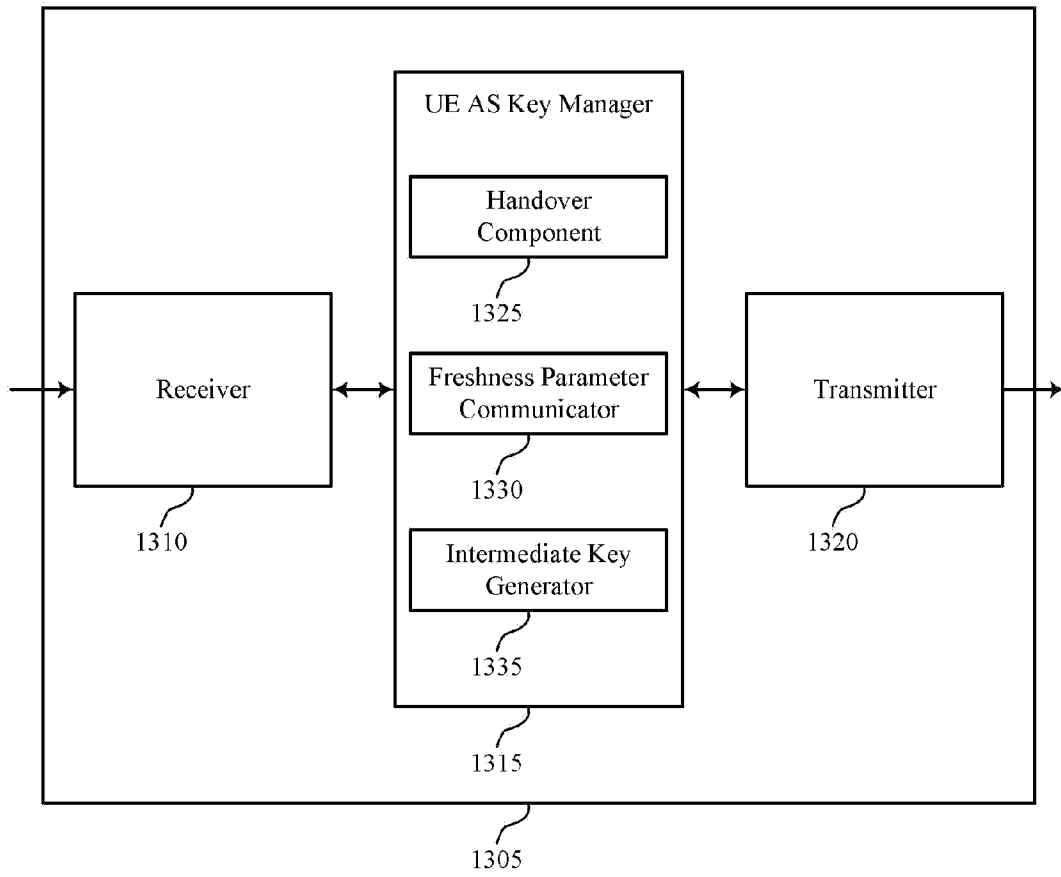 UE AS Key Manager
Handover
Component
1325
Receiver
1310
Freshness Parameter
Communicator
1330
Transmitter
1320
Intermediate Key
Generator
1335
1315
1305